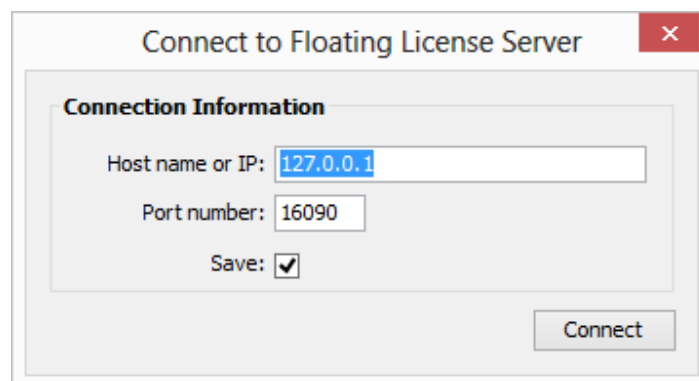 Connect to Floating License Server
Connection Information
Host name or IP: 127.0.0.1
Port number: 16090
Save:
Connect